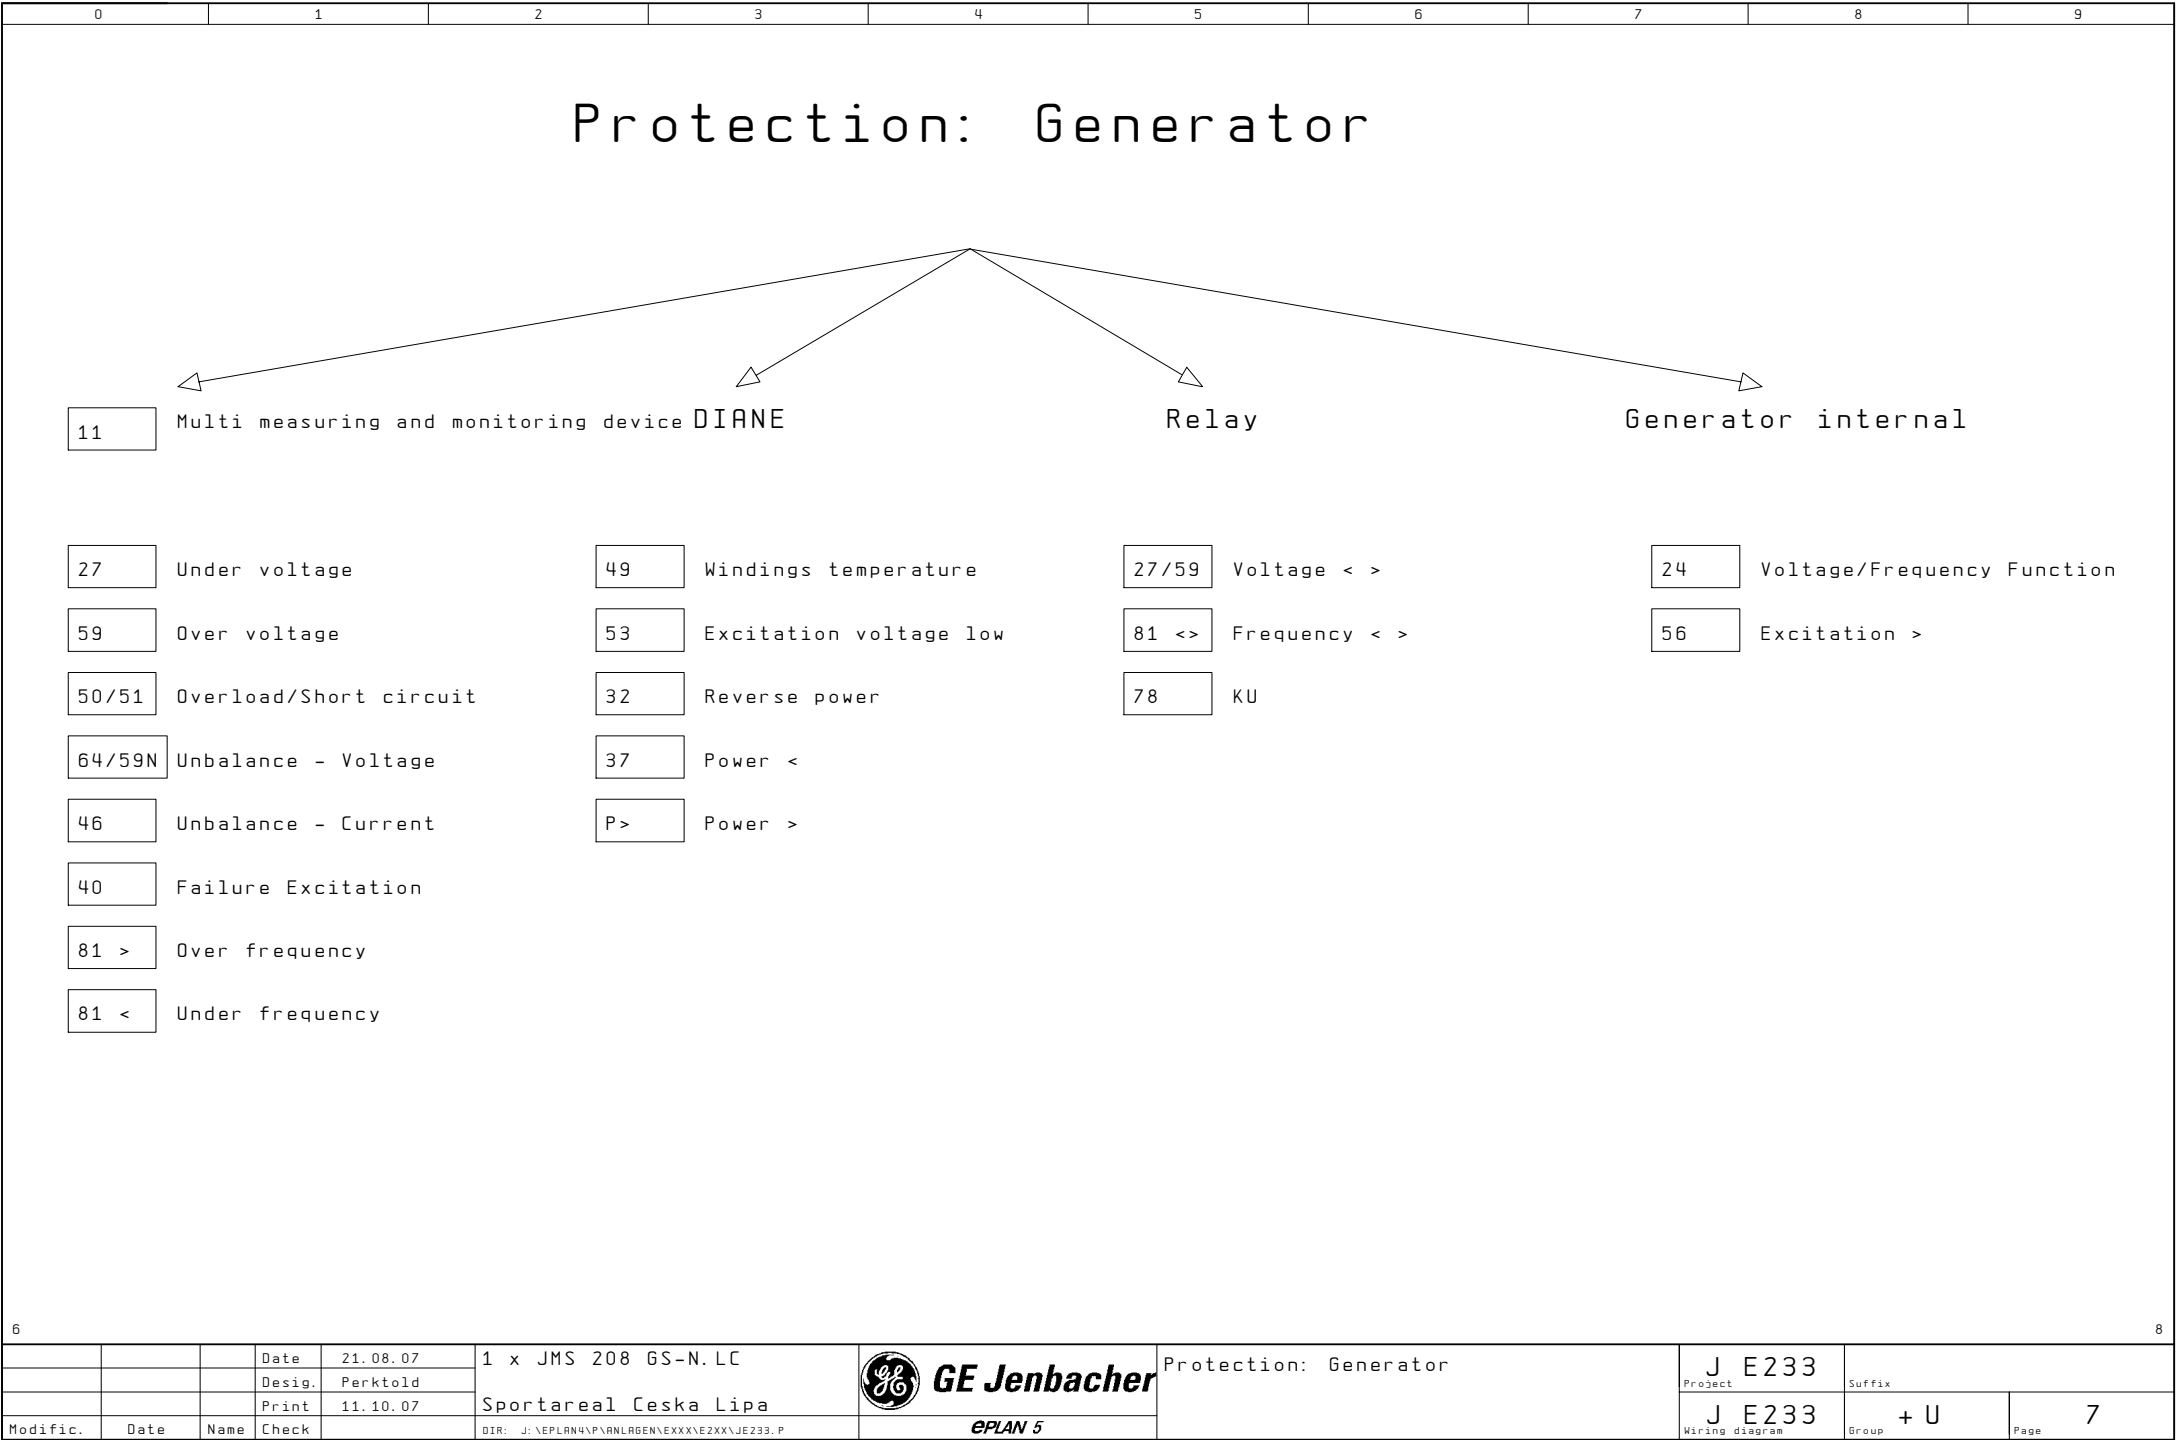 0 1 2 3 4 5 6 7 8 9
Protection: Generator
11 Multi measuring and monitoring device DIANE Relay Generator internal
27 Under voltage 49 Windings temperature 27/59 Voltage < > 24 Voltage/Frequency Function
59 Over voltage 53 Excitation voltage low 81 <> Frequency < > 56 Excitation >
50/51 Overload/Short circuit 32 Reverse power 78 KU
64/59N Unbalance - Voltage 37 Power <
46 Unbalance - Current P> Power >
40 Failure Excitation
81 > Over frequency
81 < Under frequency
6 8
Date 21.08.07 1 x JMS 208 GS-N.LC GE Jenbacher Protection: Generator J E233 Project Suffix
Desig. Perktold
Print 11.10.07 Sportareal Ceska Lipa
Modific. Date Name Check DIR: J:\EPLAN4\P\ANLAGEN\EXXX\E2XX\JE233.P ePLAN 5 J E233 Wiring diagram + U Group 7 Page